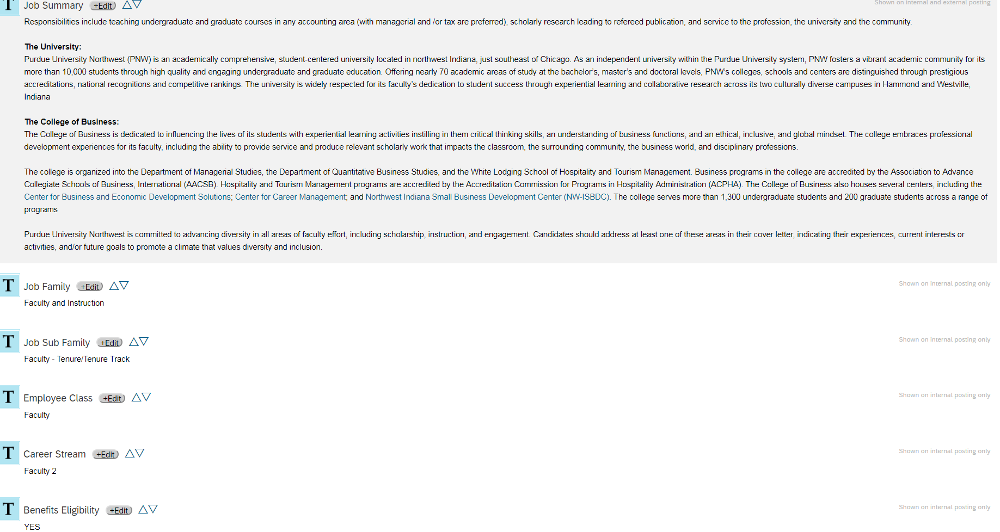 T Job Summary +Edit Shown on internal and external posting
Responsibilities include teaching undergraduate and graduate courses in any accounting area (with managerial and /or tax are preferred), scholarly research leading to refereed publication, and service to the profession, the university and the community.
The University:
Purdue University Northwest (PNW) is an academically comprehensive, student-centered university located in northwest Indiana, just southeast of Chicago. As an independent university within the Purdue University system, PNW fosters a vibrant academic community for its
more than 10,000 students through high quality and engaging undergraduate and graduate education. Offering nearly 70 academic areas of study at the bachelor's, master's and doctoral levels, PNW's colleges, schools and centers are distinguished through prestigious
accreditations, national recognitions and competitive rankings. The university is widely respected for its faculty's dedication to student success through experiential learning and collaborative research across its two culturally diverse campuses in Hammond and Westville,
Indiana
The College of Business:
The College of Business is dedicated to influencing the lives of its students with experiential learning activities instilling in them critical thinking skills, an understanding of business functions, and an ethical, inclusive, and global mindset. The college embraces professional
development experiences for its faculty, including the ability to provide service and produce relevant scholarly work that impacts the classroom, the surrounding community, the business world, and disciplinary professions.
The college is organized into the Department of Managerial Studies, the Department of Quantitative Business Studies, and the White Lodging School of Hospitality and Tourism Management. Business programs in the college are accredited by the Association to Advance
Collegiate Schools of Business, International (AACSB). Hospitality and Tourism Management programs are accredited by the Accreditation Commission for Programs in Hospitality Administration (ACPHA). The College of Business also houses several centers, including the
Center for Business and Economic Development Solutions; Center for Career Management; and Northwest Indiana Small Business Development Center (NW-ISBDC). The college serves more than 1,300 undergraduate students and 200 graduate students across a range of
programs
Purdue University Northwest is committed to advancing diversity in all areas of faculty effort, including scholarship, instruction, and engagement. Candidates should address at least one of these areas in their cover letter, indicating their experiences, current interests or
activities, and/or future goals to promote a climate that values diversity and inclusion.
T Job Family +Edit Shown on internal posting only
Faculty and Instruction
T Job Sub Family +Edit Shown on internal posting only
Faculty - Tenure/Tenure Track
T Employee Class +Edit Shown on internal posting only
Faculty
T Career Stream +Edit Shown on internal posting only
Faculty 2
T Benefits Eligibility +Edit Shown on internal posting only
YES